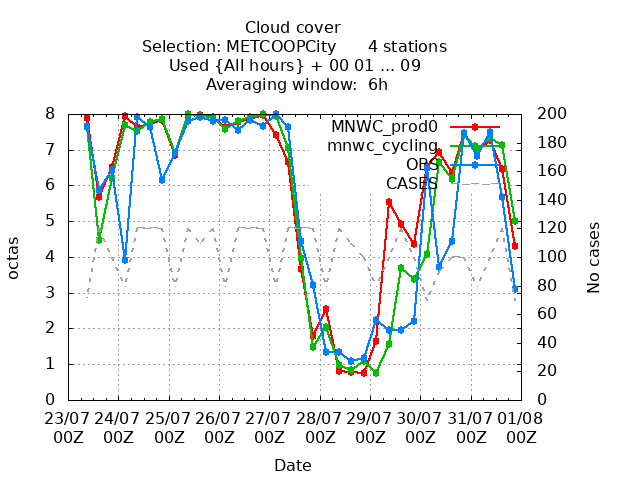 Cloud cover
Selection: METCOOPCity 4 stations
Used {All hours} + 00 01 ... 09
Averaging window: 6h
8 200
7 180
6 160
5 140
4 120
3 100
2 80
1 60
0 40
20
0
MNWC_prod0
mnwc_cycling
OBS
CASES
octas
No cases
23/07 24/07 25/07 26/07 27/07 28/07 29/07 30/07 31/07 01/08
00Z 00Z 00Z 00Z 00Z 00Z 00Z 00Z 00Z 00Z
Date